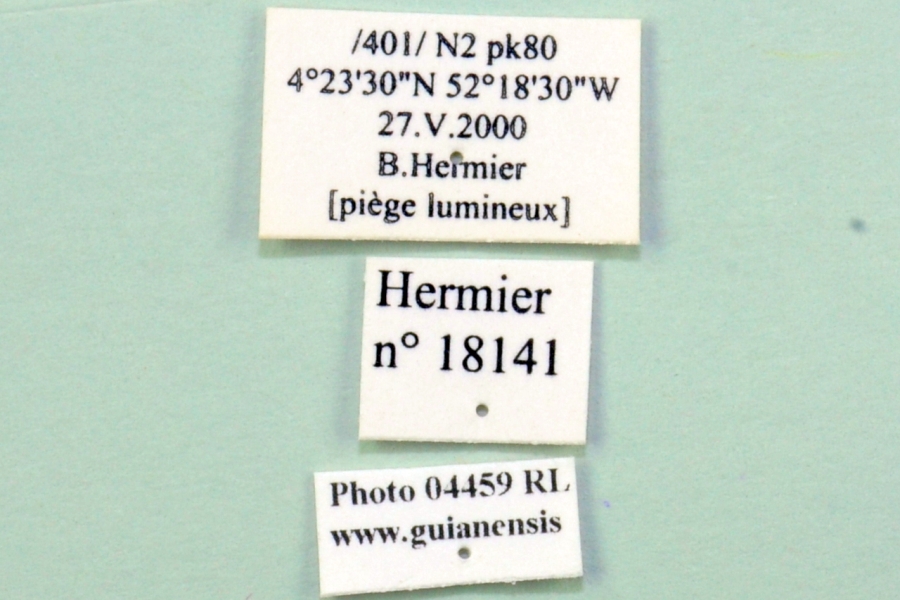 /401/ N2 pk80
4°23'30"N 52°18'30"W
27.V.2000
B.Hermier
[piège lumineux]
Hermier
n° 18141
Photo 04459 RL
www.guianensis